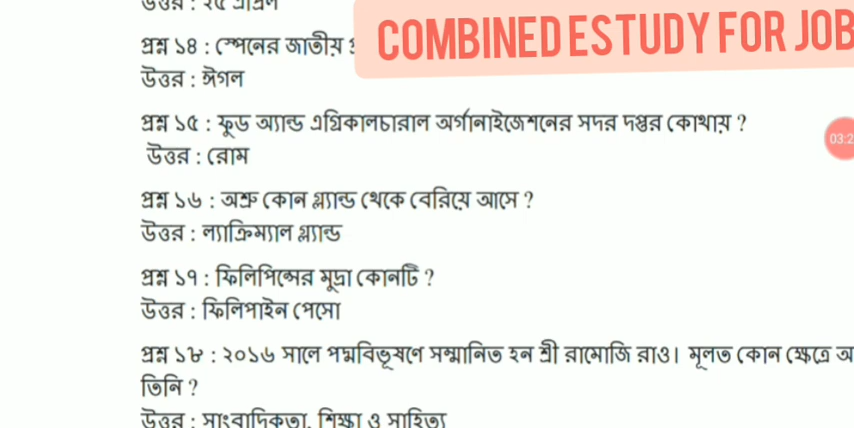 উত্তর : ২৫ এপ্রিল
COMBINED ESTUDY FOR JOB
প্রশ্ন ১৪ : স্পেনের জাতীয়
উত্তর : ঈগল
প্রশ্ন ১৫ : ফুড অ্যান্ড এগ্রিকালচারাল অর্গানাইজেশনের সদর দপ্তর কোথায় ?
উত্তর : রোম
03:2
প্রশ্ন ১৬ : অশ্রু কোন গ্ল্যান্ড থেকে বেরিয়ে আসে ?
উত্তর : ল্যাক্রিম্যাল গ্ল্যান্ড
প্রশ্ন ১৭ : ফিলিপিন্সের মুদ্রা কোনটি ?
উত্তর : ফিলিপাইন পেসো
প্রশ্ন ১৮ : ২০১৬ সালে পদ্মবিভূষণে সম্মানিত হন শ্রী রামোজি রাও। মূলত কোন ক্ষেত্রে অ
তিনি ?
উত্তর : সাংবাদিকতা, শিক্ষা ও সাহিত্য